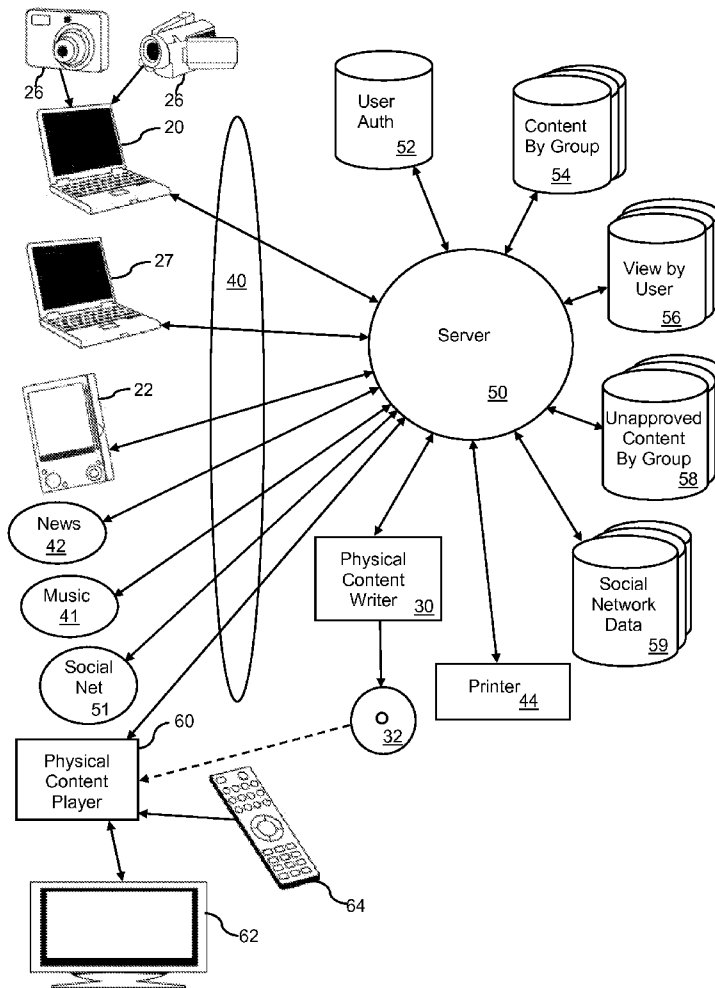 26
26
20
User
Auth
52
Content
By Group
54
27
40
View by
User
56
Server
50
22
Unapproved
Content
By Group
58
News
42
Music
41
Social
Net
51
Physical
Content
Writer
30
Social
Network
Data
59
Printer
44
32
60
Physical
Content
Player
64
62